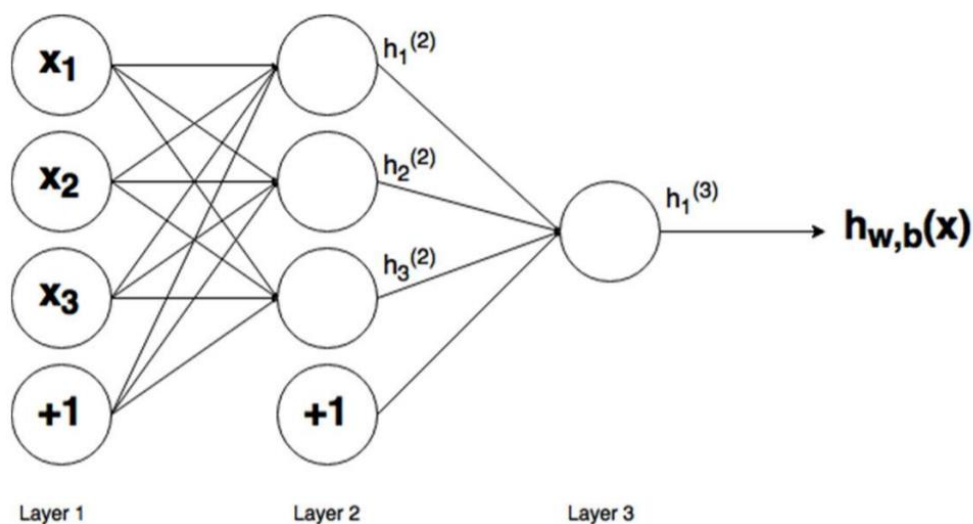 x₁
h₁⁽²⁾
x₂
h₂⁽²⁾
h₁⁽³⁾
h_w,b(x)
x₃
h₃⁽²⁾
+1
+1
Layer 1
Layer 2
Layer 3